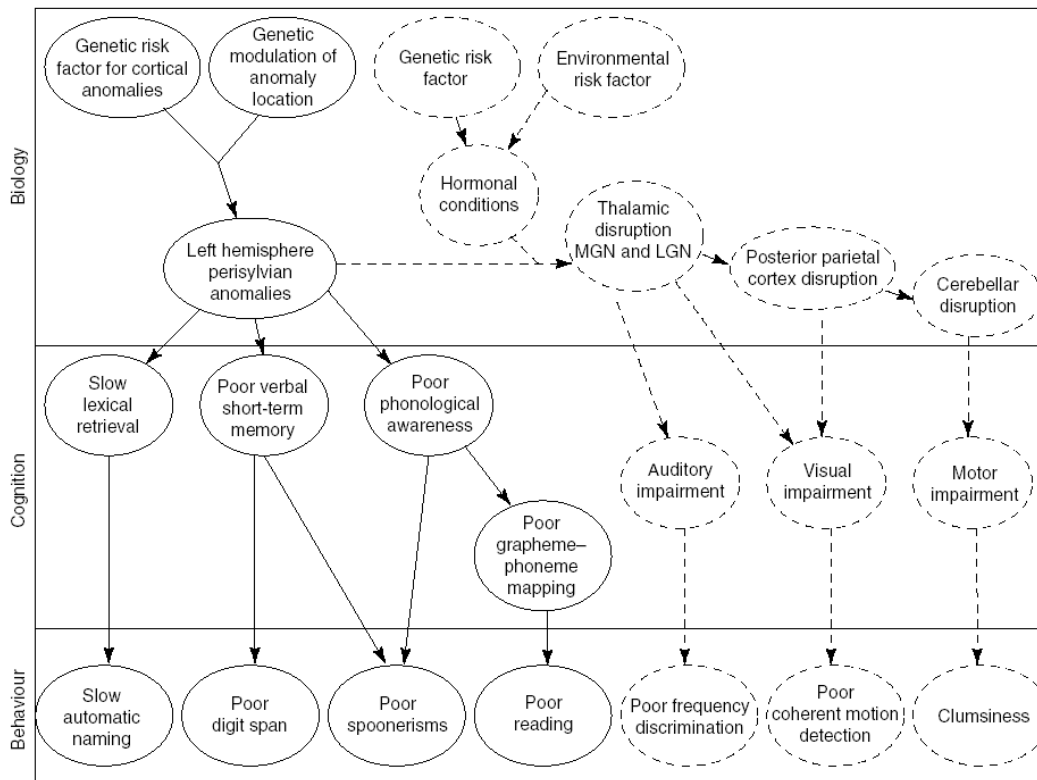 Biology
Genetic risk
factor for cortical
anomalies
Genetic
modulation of
anomaly
location
Genetic risk
factor
Environmental
risk factor
Hormonal
conditions
Thalamic
disruption
MGN and LGN
Left hemisphere
perisylvian
anomalies
Posterior parietal
cortex disruption
Cerebellar
disruption
Cognition
Slow
lexical
retrieval
Poor verbal
short-term
memory
Poor
phonological
awareness
Auditory
impairment
Visual
impairment
Motor
impairment
Poor
grapheme–
phoneme
mapping
Behaviour
Slow
automatic
naming
Poor
digit span
Poor
spoonerisms
Poor
reading
Poor frequency
discrimination
Poor
coherent motion
detection
Clumsiness